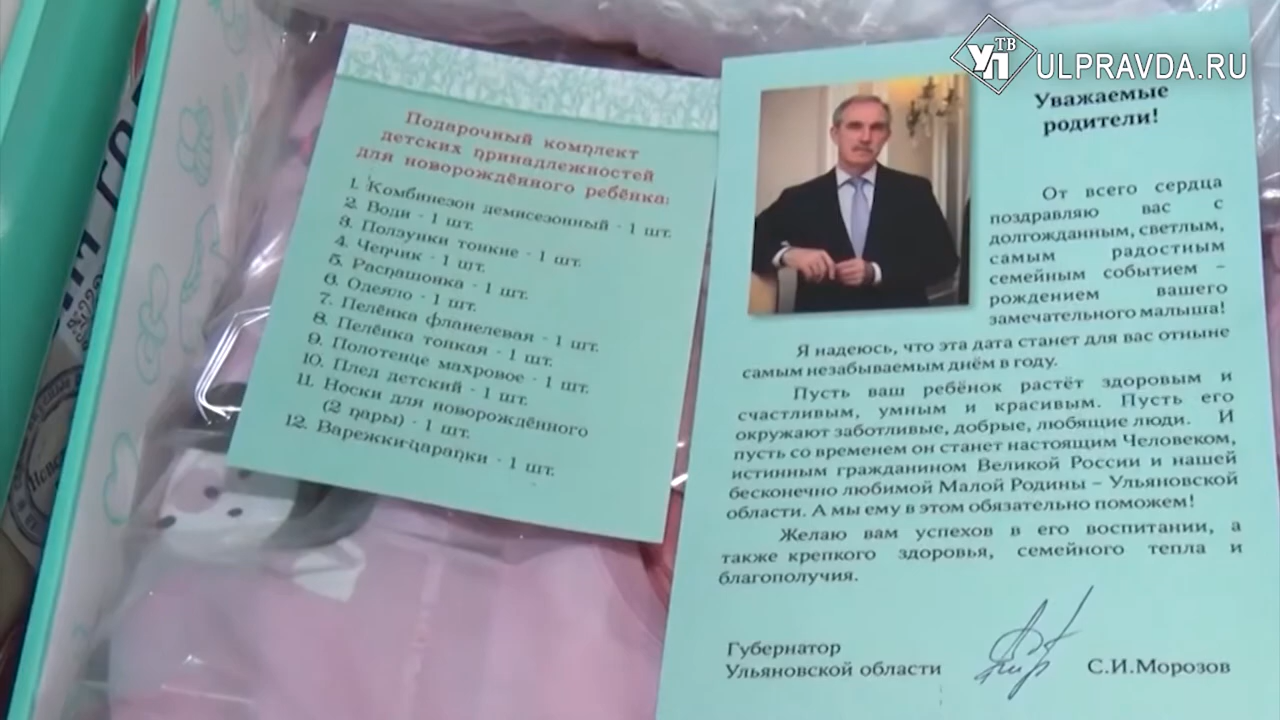 УП ТВ ULPRAVDA.RU
Подарочный комплект
детских принадлежностей
для новорождённого ребёнка:
1. Комбинезон демисезонный - 1 шт.
2. Боди - 1 шт.
3. Ползунки тонкие - 1 шт.
4. Чепчик - 1 шт.
5. Распашонка - 1 шт.
6. Одеяло - 1 шт.
7. Пелёнка фланелевая - 1 шт.
8. Пелёнка тонкая - 1 шт.
9. Полотенце махровое - 1 шт.
10. Плед детский - 1 шт.
11. Носки для новорождённого
(2 пары) - 1 шт.
12. Варежки-царапки - 1 шт.
Уважаемые
родители!
От всего сердца
поздравляю вас с
долгожданным, светлым,
самым радостным
семейным событием –
рождением вашего
замечательного малыша!
Я надеюсь, что эта дата станет для вас отныне
самым незабываемым днём в году.
Пусть ваш ребёнок растёт здоровым и
счастливым, умным и красивым. Пусть его
окружают заботливые, добрые, любящие люди. И
пусть со временем он станет настоящим Человеком,
истинным гражданином Великой России и нашей
бесконечно любимой Малой Родины – Ульяновской
области. А мы ему в этом обязательно поможем!
Желаю вам успехов в его воспитании, а
также крепкого здоровья, семейного тепла и
благополучия.
Губернатор
Ульяновской области С.И.Морозов